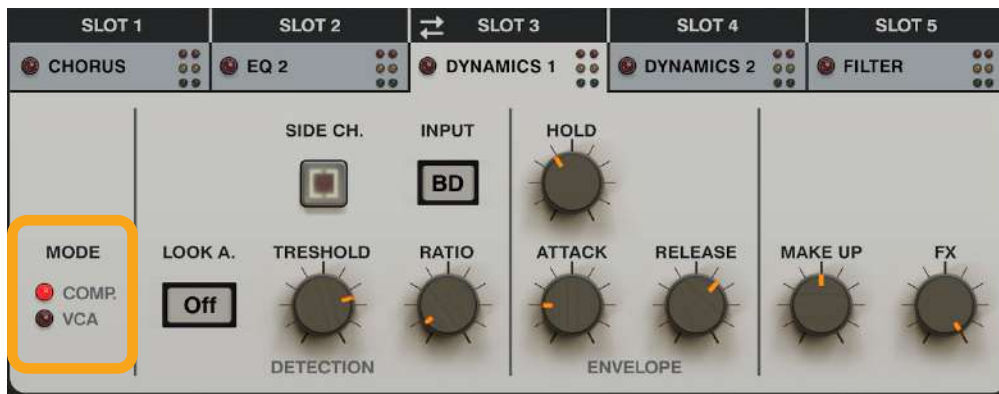 SLOT 1 SLOT 2 SLOT 3 SLOT 4 SLOT 5
CHORUS EQ 2 DYNAMICS 1 DYNAMICS 2 FILTER
SIDE CH. INPUT HOLD
BD
MODE LOOK A. TRESHOLD RATIO ATTACK RELEASE MAKE UP FX
COMP.
Off
VCA
DETECTION ENVELOPE